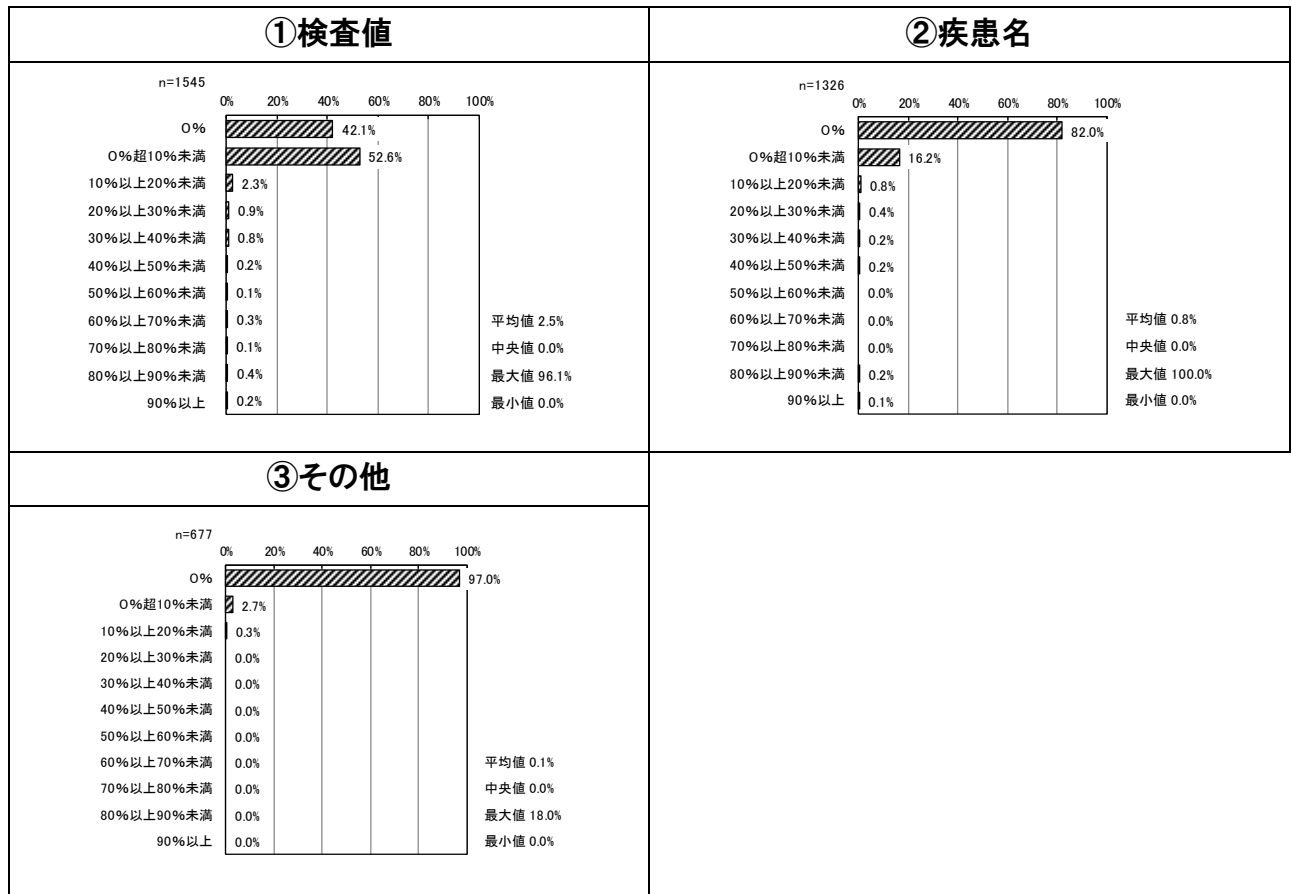 ①検査値
n=1545
0% 20% 40% 60% 80% 100%
0% 42.1%
0%超10%未満 52.6%
10%以上20%未満 2.3%
20%以上30%未満 0.9%
30%以上40%未満 0.8%
40%以上50%未満 0.2%
50%以上60%未満 0.1%
60%以上70%未満 0.3% 平均値 2.5%
70%以上80%未満 0.1% 中央値 0.0%
80%以上90%未満 0.4% 最大値 96.1%
90%以上 0.2% 最小値 0.0%
②疾患名
n=1326
0% 20% 40% 60% 80% 100%
0% 82.0%
0%超10%未満 16.2%
10%以上20%未満 0.8%
20%以上30%未満 0.4%
30%以上40%未満 0.2%
40%以上50%未満 0.2%
50%以上60%未満 0.0%
60%以上70%未満 0.0% 平均値 0.8%
70%以上80%未満 0.0% 中央値 0.0%
80%以上90%未満 0.2% 最大値 100.0%
90%以上 0.1% 最小値 0.0%
③その他
n=677
0% 20% 40% 60% 80% 100%
0% 97.0%
0%超10%未満 2.7%
10%以上20%未満 0.3%
20%以上30%未満 0.0%
30%以上40%未満 0.0%
40%以上50%未満 0.0%
50%以上60%未満 0.0%
60%以上70%未満 0.0% 平均値 0.1%
70%以上80%未満 0.0% 中央値 0.0%
80%以上90%未満 0.0% 最大値 18.0%
90%以上 0.0% 最小値 0.0%